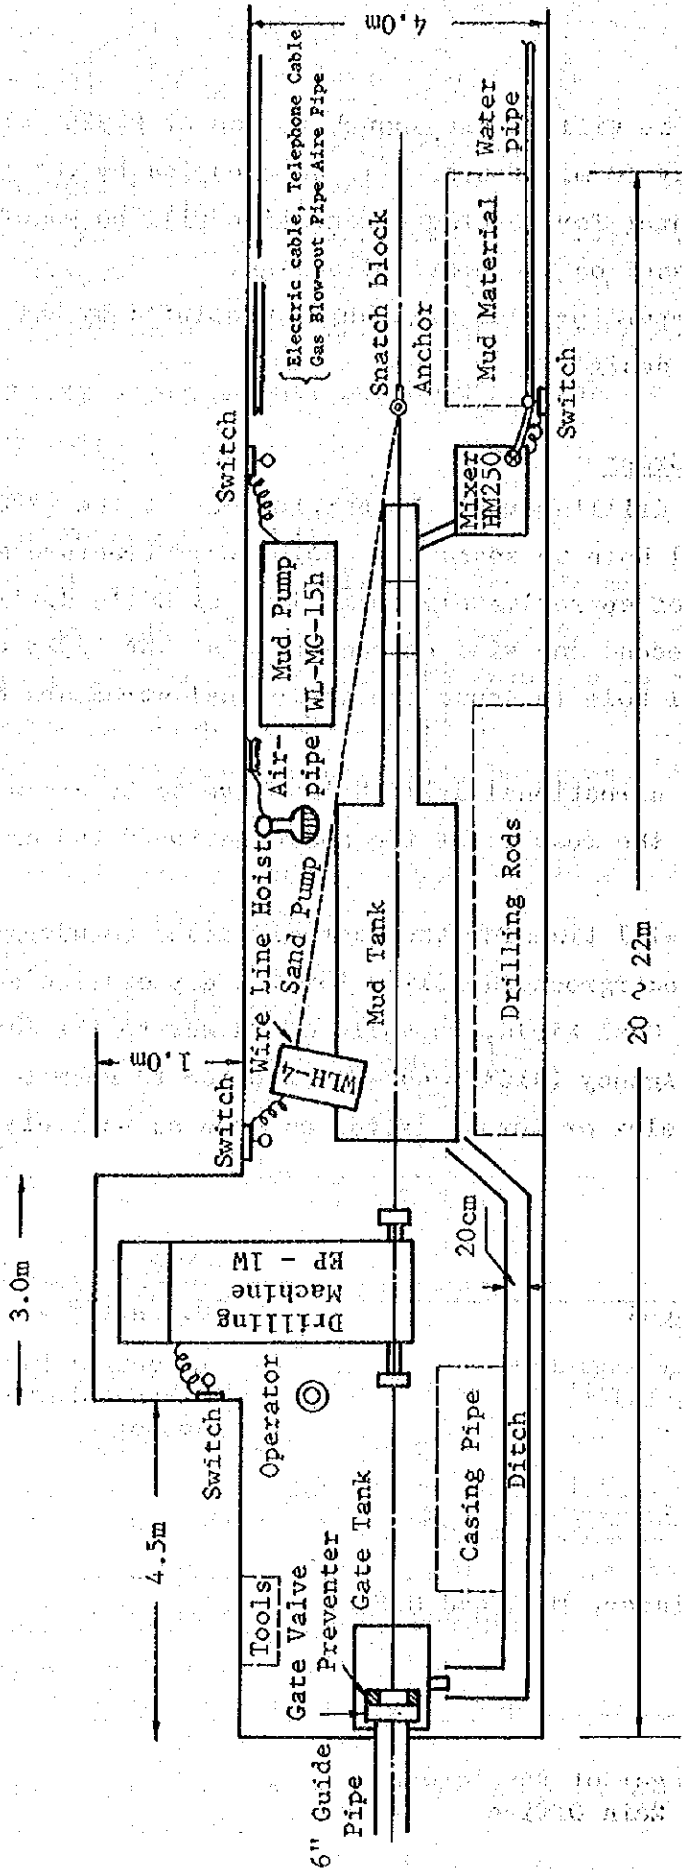 6" Guide
Pipe
Gate Valve
Preventer
Gate Tank
Tools
4.5m
3.0m
1.0m
4.0m
Switch
Operator
Drilling
Machine
EP - 1W
Casing Pipe
Ditch
20cm
Switch
WLH-4
Wire Line Hoist
Sand Pump
Air-
pipe
Mud Tank
Drilling Rods
Mud Pump
WL-MG-15h
Switch
Electric cable, Telephone Cable
Gas Blow-out Pipe Aire Pipe
Snatch block
Anchor
Mixer
HM250
Mud Material
Water
pipe
Switch
20 ~ 22m